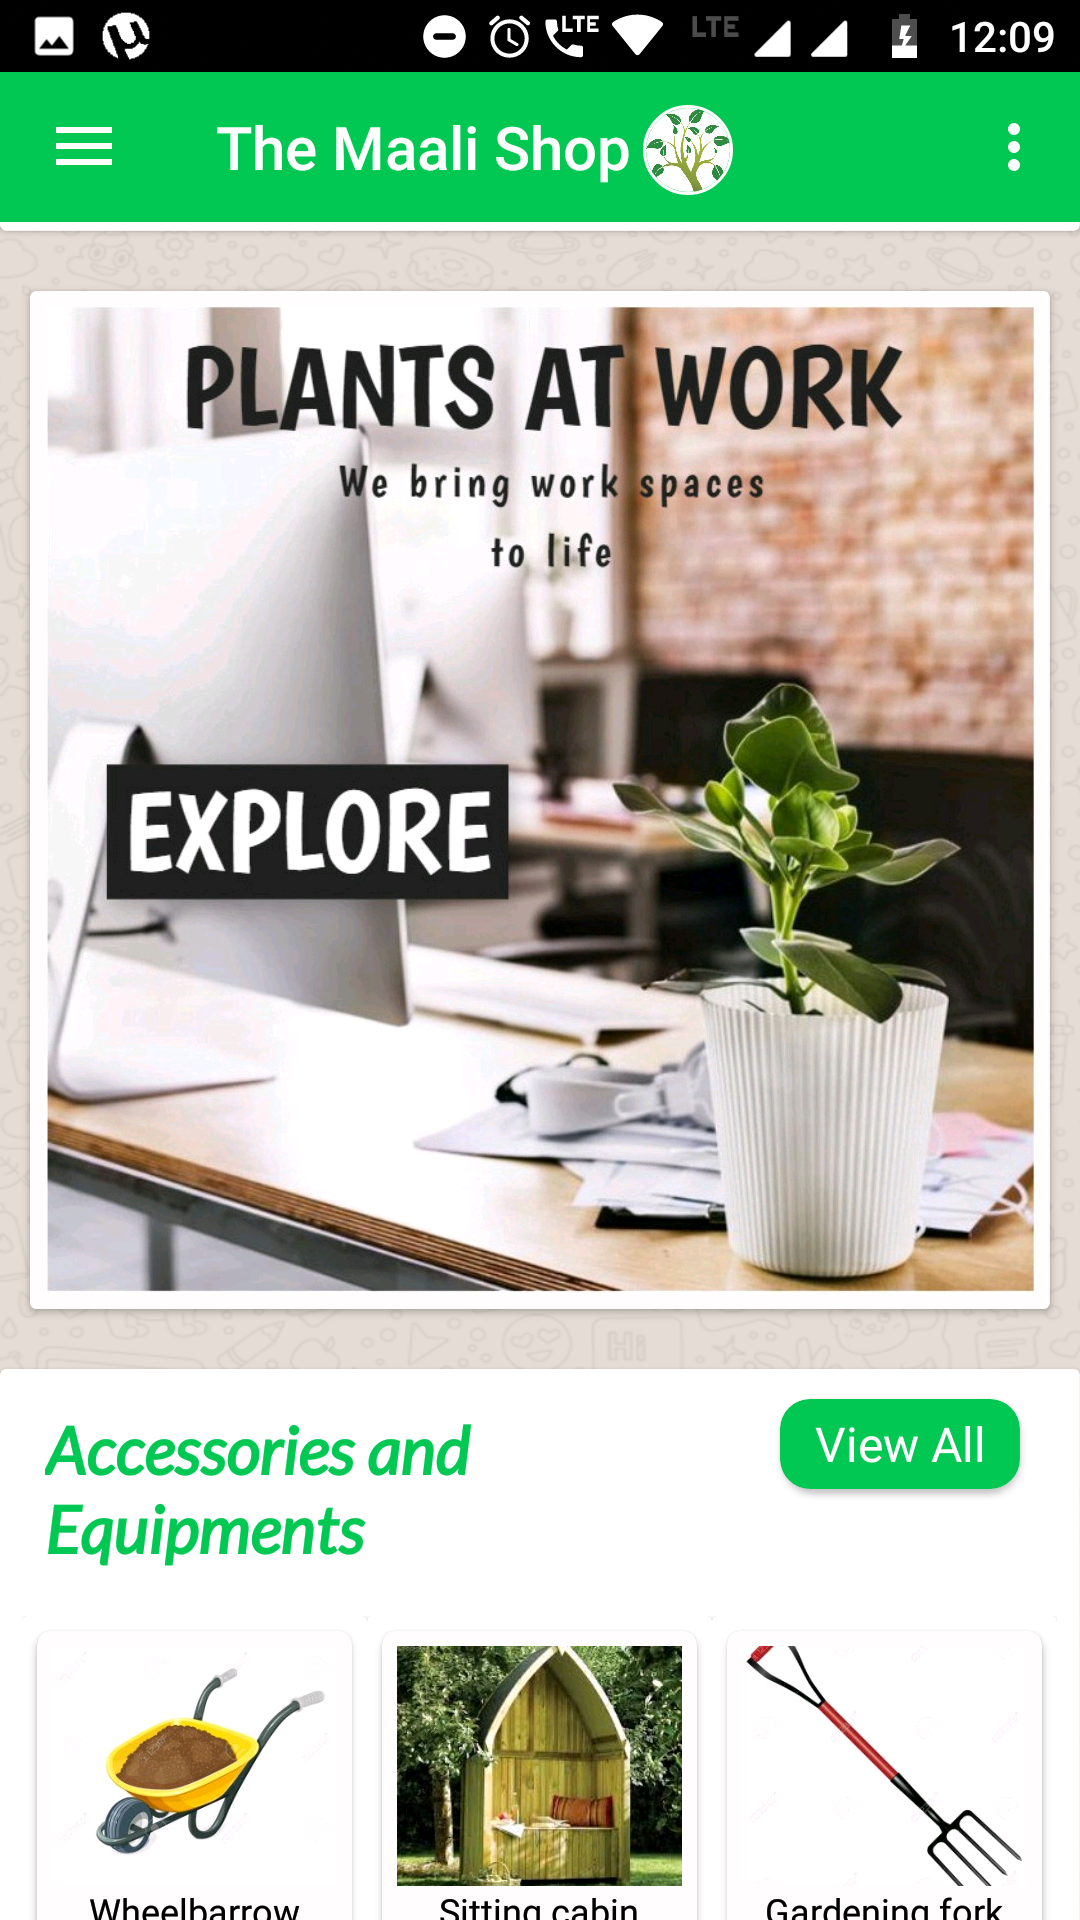 LTE LTE 12:09
The Maali Shop
PLANTS AT WORK
We bring work spaces
to life
EXPLORE
Hi
Accessories and
Equipments
View All
Wheelbarrow Sitting cabin Gardening fork